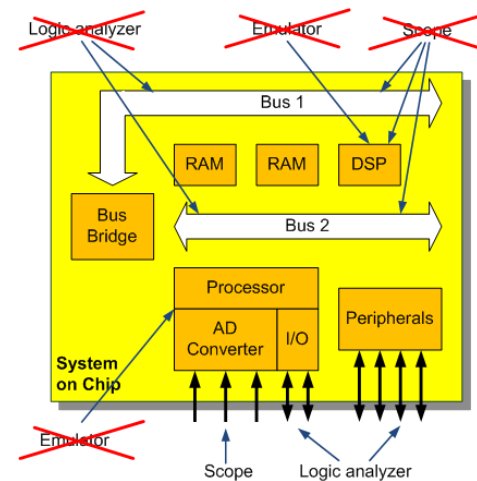 Logic analyzer
Emulator
Scope
Bus 1
RAM
RAM
DSP
Bus
Bridge
Bus 2
Processor
AD
Converter
I/O
Peripherals
System
on Chip
Emulator
Scope
Logic analyzer